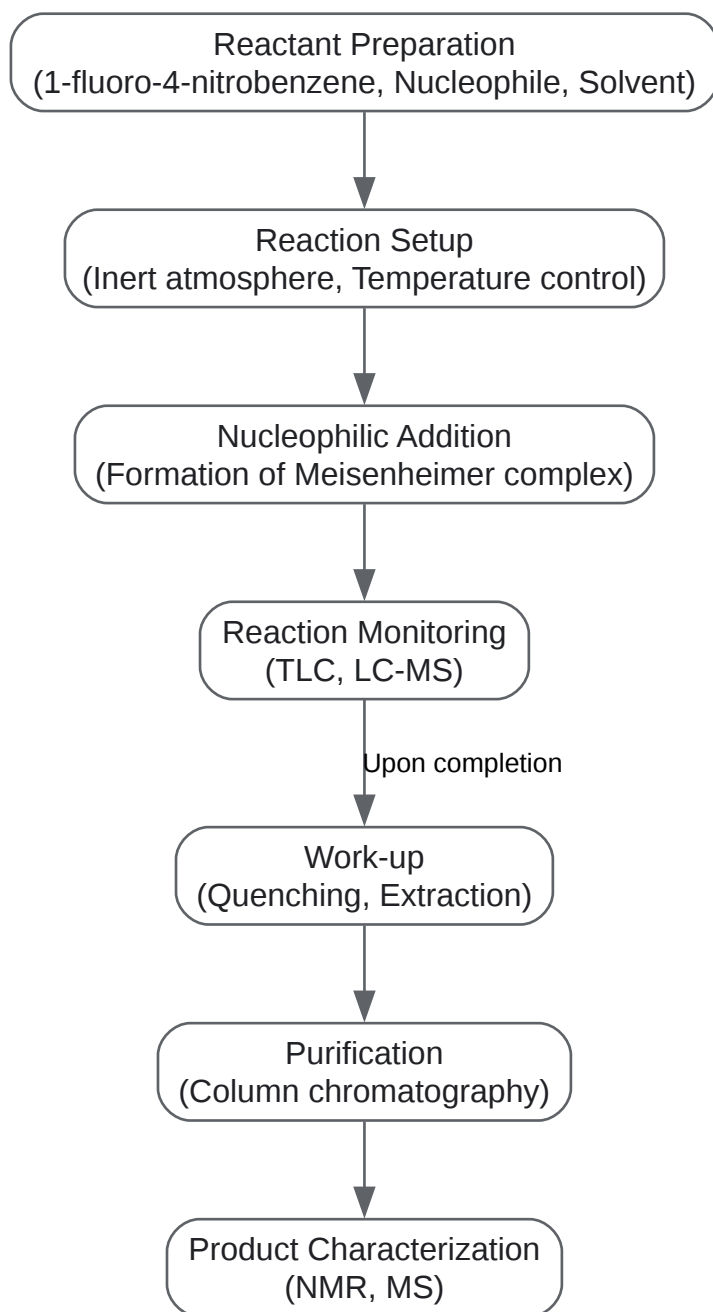 Reactant Preparation
(1-fluoro-4-nitrobenzene, Nucleophile, Solvent)
Reaction Setup
(Inert atmosphere, Temperature control)
Nucleophilic Addition
(Formation of Meisenheimer complex)
Reaction Monitoring
(TLC, LC-MS)
Upon completion
Work-up
(Quenching, Extraction)
Purification
(Column chromatography)
Product Characterization
(NMR, MS)